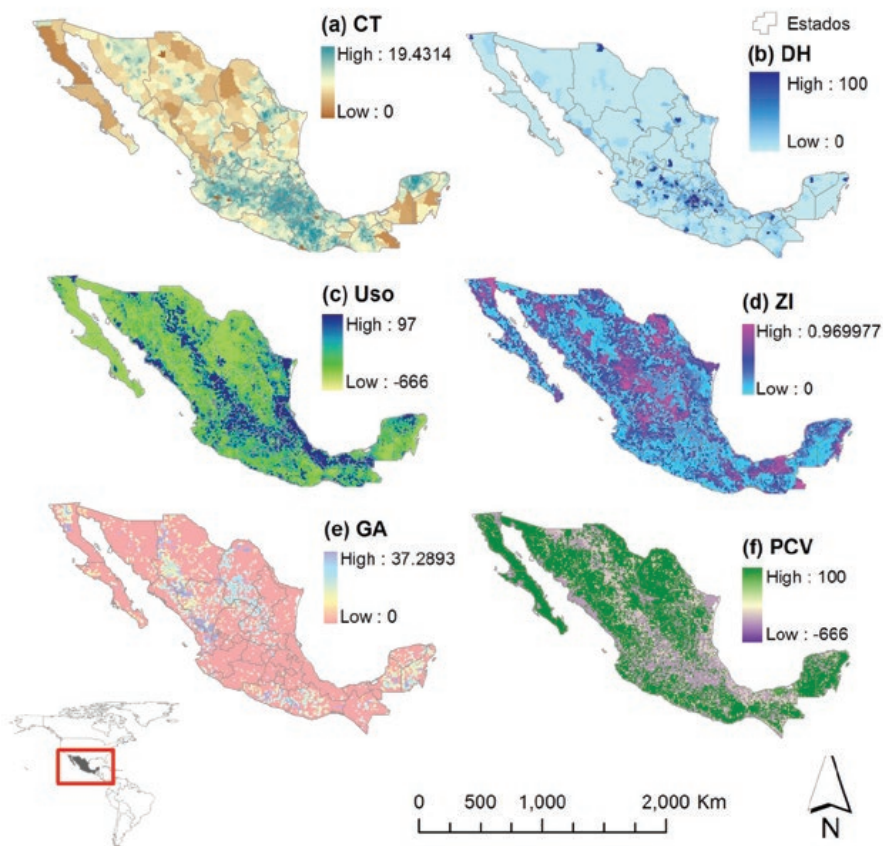 (a) CT
High : 19.4314
Low : 0
Estados
(b) DH
High : 100
Low : 0
(c) Uso
High : 97
Low : -666
(d) ZI
High : 0.969977
Low : 0
(e) GA
High : 37.2893
Low : 0
(f) PCV
High : 100
Low : -666
0 500 1,000 2,000 Km
N